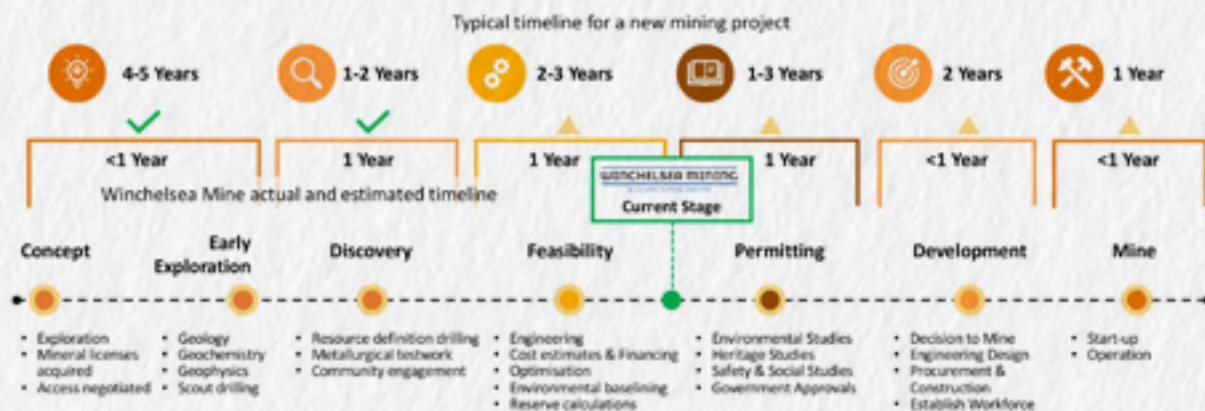 Typical timeline for a new mining project
4-5 Years
1-2 Years
2-3 Years
1-3 Years
2 Years
1 Year
<1 Year
1 Year
1 Year
1 Year
<1 Year
<1 Year
Winchelsea Mine actual and estimated timeline
WINCHELSEA MINING
Current Stage
Concept
Early
Exploration
Discovery
Feasibility
Permitting
Development
Mine
• Exploration
• Mineral licenses
acquired
• Access negotiated
• Geology
• Geochemistry
• Geophysics
• Scout drilling
• Resource definition drilling
• Metallurgical testwork
• Community engagement
• Engineering
• Cost estimates & Financing
• Optimisation
• Environmental baselining
• Reserve calculations
• Environmental Studies
• Heritage Studies
• Safety & Social Studies
• Government Approvals
• Decision to Mine
• Engineering Design
• Procurement &
Construction
• Establish Workforce
• Start-up
• Operation